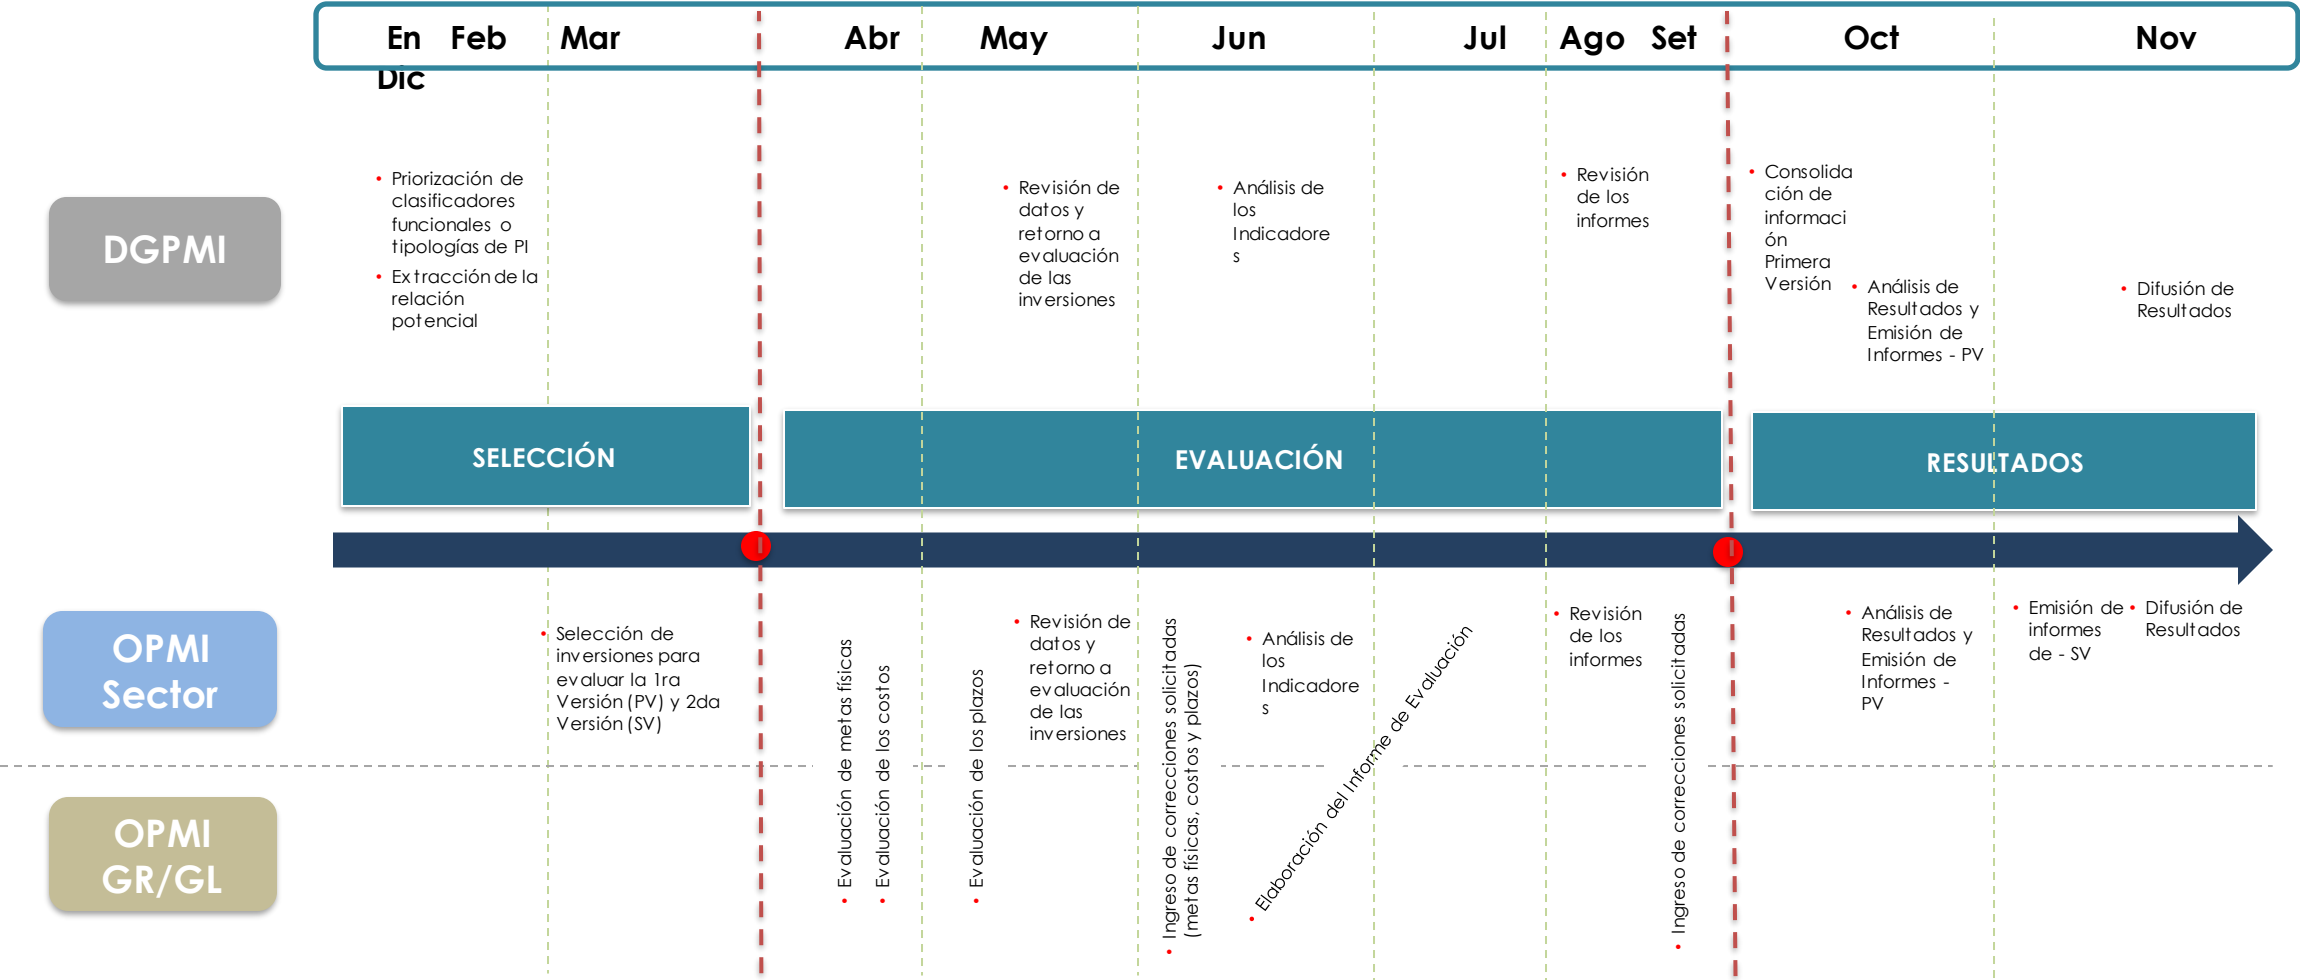 En Feb Mar Abr May Jun Jul Ago Set Oct Nov
Dic
DGPMI
• Priorización de
clasificadores
funcionales o
tipologías de PI
• Extracción de la
relación
potencial
• Revisión de
datos y
retorno a
evaluación
de las
inversiones
• Análisis de
los
Indicadore
s
• Revisión
de los
informes
• Consolida
ción de
informaci
ón
Primera
Versión
• Análisis de
Resultados y
Emisión de
Informes - PV
• Difusión de
Resultados
SELECCIÓN
EVALUACIÓN
RESULTADOS
OPMI
Sector
• Selección de
inversiones para
evaluar la 1ra
Versión (PV) y 2da
Versión (SV)
• Evaluación de metas físicas
• Evaluación de los costos
• Evaluación de los plazos
• Revisión de
datos y
retorno a
evaluación
de las
inversiones
• Ingreso de correcciones solicitadas
(metas físicas, costos y plazos)
• Análisis de
los
Indicadore
s
• Elaboración del Informe de Evaluación
• Revisión
de los
informes
• Ingreso de correcciones solicitadas
• Análisis de
Resultados y
Emisión de
Informes -
PV
• Emisión de
informes
de - SV
• Difusión de
Resultados
OPMI
GR/GL